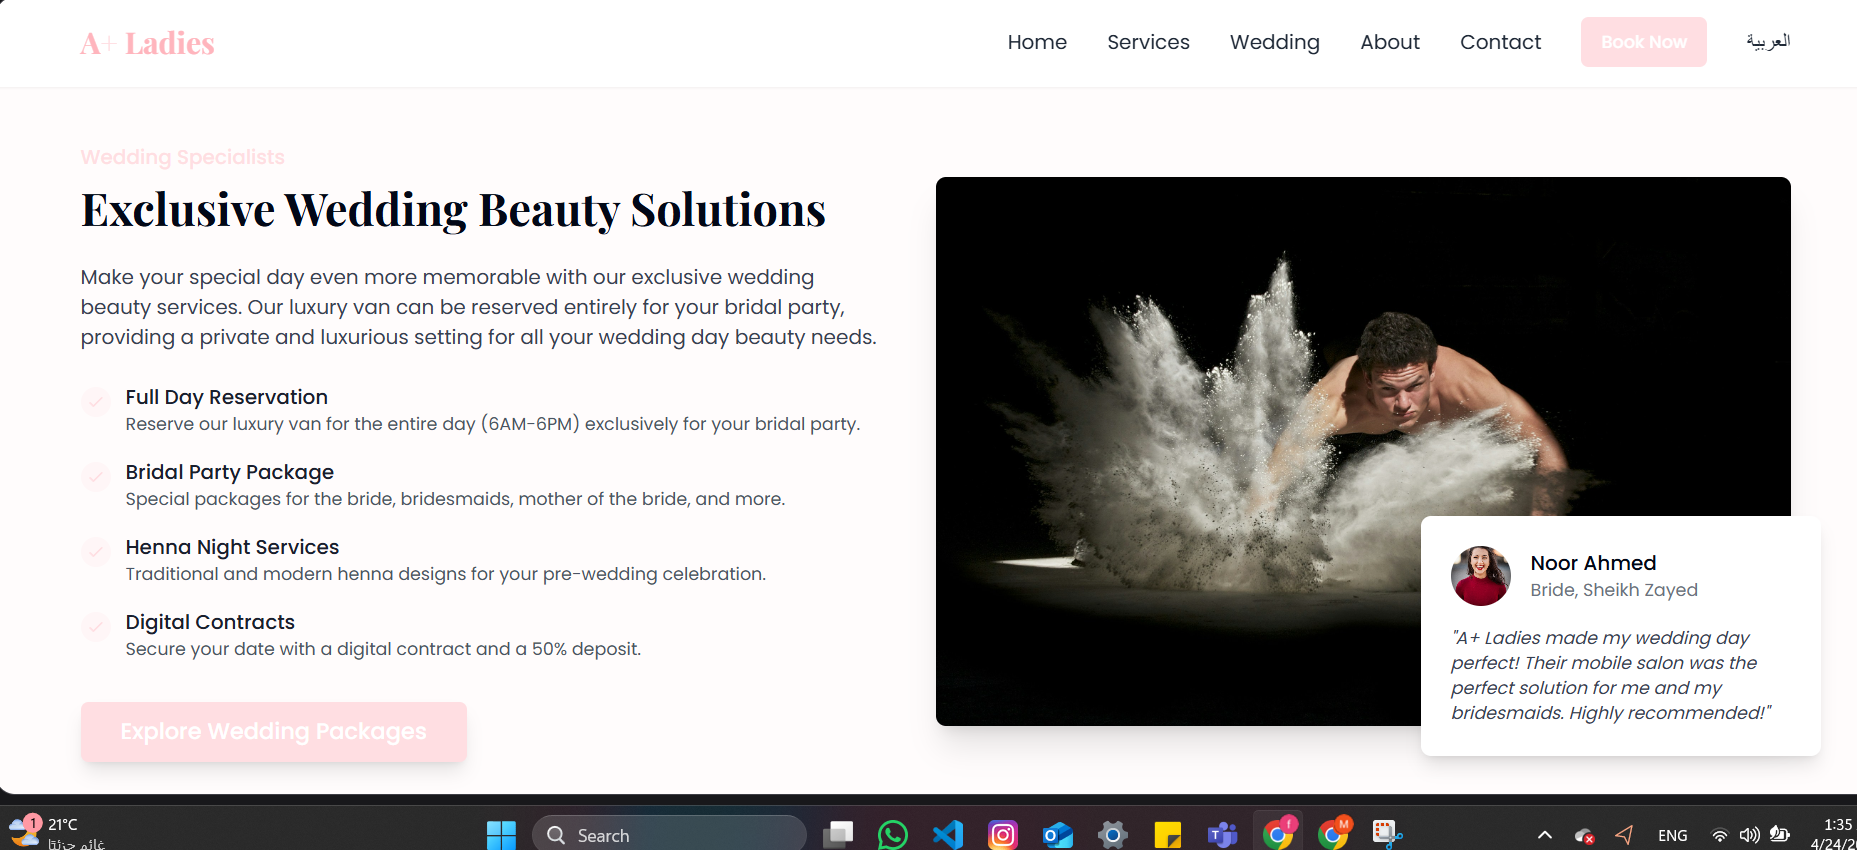 A+ Ladies
Home
Services
Wedding
About
Contact
Book Now
العربية
Wedding Specialists
Exclusive Wedding Beauty Solutions
Make your special day even more memorable with our exclusive wedding
beauty services. Our luxury van can be reserved entirely for your bridal party,
providing a private and luxurious setting for all your wedding day beauty needs.
Full Day Reservation
Reserve our luxury van for the entire day (6AM-6PM) exclusively for your bridal party.
Bridal Party Package
Special packages for the bride, bridesmaids, mother of the bride, and more.
Henna Night Services
Traditional and modern henna designs for your pre-wedding celebration.
Digital Contracts
Secure your date with a digital contract and a 50% deposit.
Explore Wedding Packages
Noor Ahmed
Bride, Sheikh Zayed
"A+ Ladies made my wedding day
perfect! Their mobile salon was the
perfect solution for me and my
bridesmaids. Highly recommended!"
1
21°C
غائم جزئيًا
Search
f
M
ENG
1:35
4/24/2